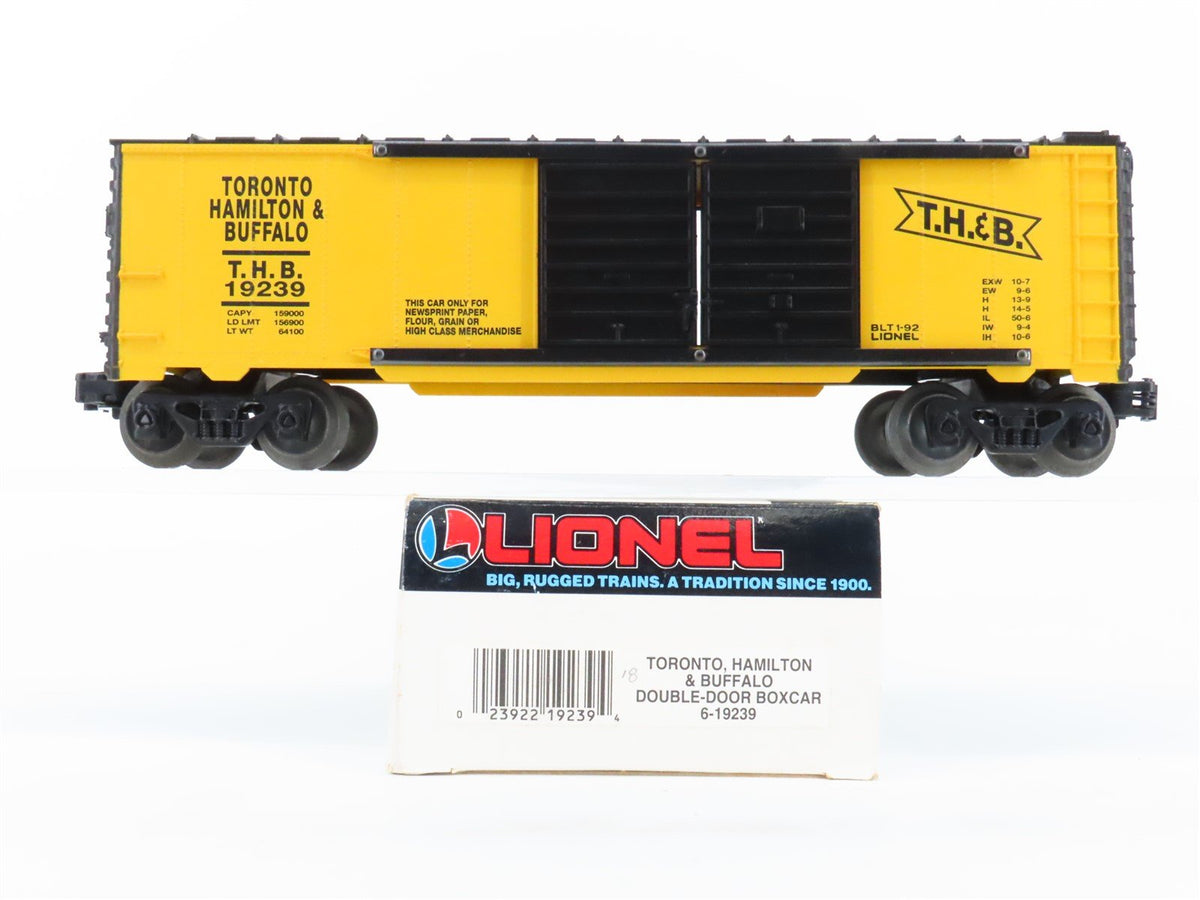 TORONTO
HAMILTON &
BUFFALO
T. H. B.
19239
CAPY 159000
LD LMT 156900
LT WT 64100
THIS CAR ONLY FOR
NEWSPRINT PAPER,
FLOUR, GRAIN OR
HIGH CLASS MERCHANDISE
T.H.&B.
BLT 1-92
LIONEL
EXW 10-7
EW 9-6
H 13-9
H 14-5
IL 50-6
IW 9-4
IH 10-6
LIONEL
BIG, RUGGED TRAINS. A TRADITION SINCE 1900.
0 23922 19239 4
'8
TORONTO, HAMILTON
& BUFFALO
DOUBLE-DOOR BOXCAR
6-19239